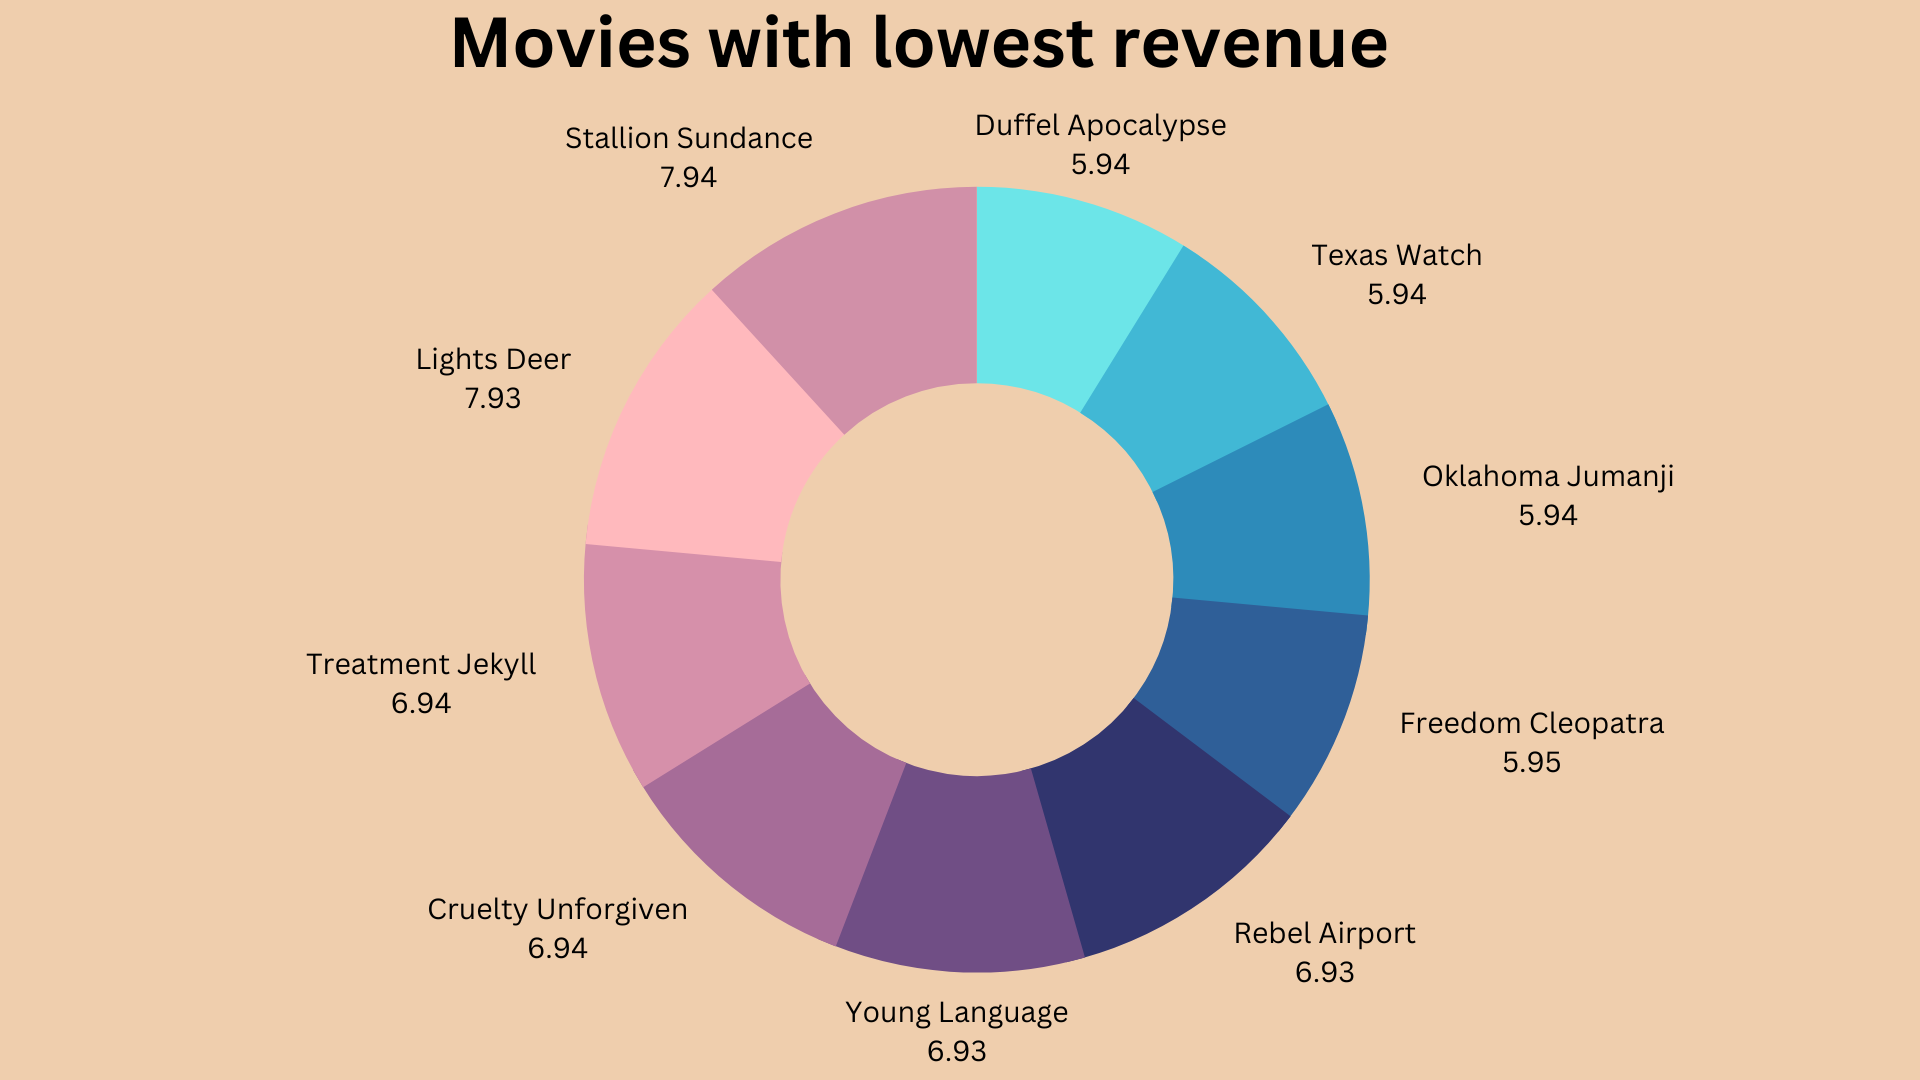 Movies with lowest revenue
Duffel Apocalypse
5.94
Texas Watch
5.94
Oklahoma Jumanji
5.94
Freedom Cleopatra
5.95
Rebel Airport
6.93
Young Language
6.93
Cruelty Unforgiven
6.94
Treatment Jekyll
6.94
Lights Deer
7.93
Stallion Sundance
7.94